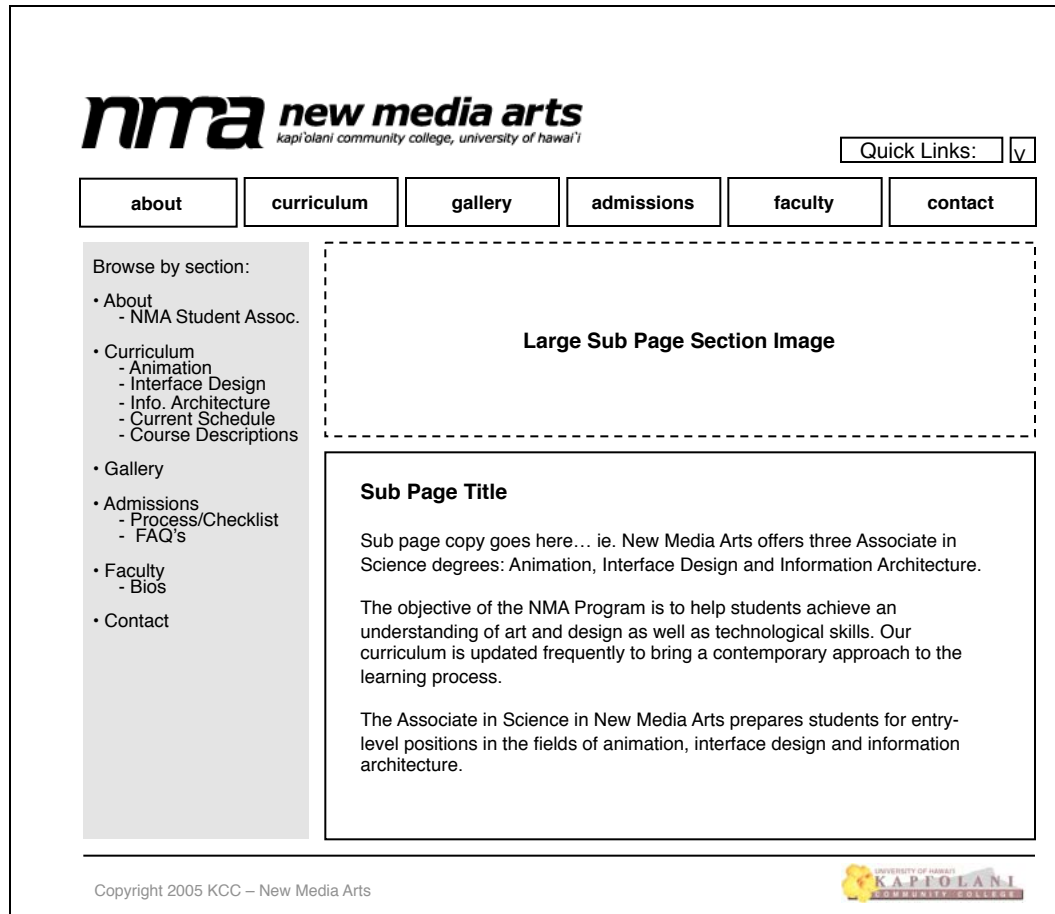 nma new media arts
kapi'olani community college, university of hawai'i
Quick Links: v
about curriculum gallery admissions faculty contact
Browse by section:
• About
- NMA Student Assoc.
• Curriculum
- Animation
- Interface Design
- Info. Architecture
- Current Schedule
- Course Descriptions
• Gallery
• Admissions
- Process/Checklist
- FAQ's
• Faculty
- Bios
• Contact
Large Sub Page Section Image
Sub Page Title
Sub page copy goes here… ie. New Media Arts offers three Associate in
Science degrees: Animation, Interface Design and Information Architecture.
The objective of the NMA Program is to help students achieve an
understanding of art and design as well as technological skills. Our
curriculum is updated frequently to bring a contemporary approach to the
learning process.
The Associate in Science in New Media Arts prepares students for entry-
level positions in the fields of animation, interface design and information
architecture.
Copyright 2005 KCC – New Media Arts
UNIVERSITY OF HAWAI'I
KAPI'OLANI
COMMUNITY COLLEGE